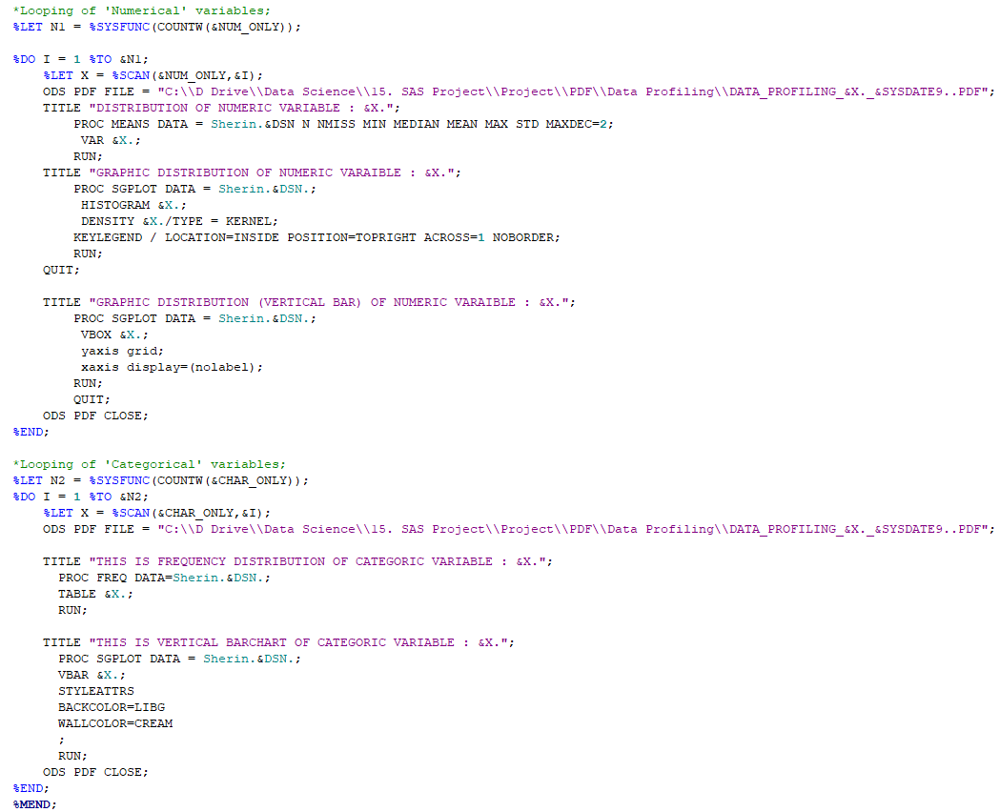 *Looping of 'Numerical' variables;
%LET N1 = %SYSFUNC(COUNTW(&NUM_ONLY));
%DO I = 1 %TO &N1;
%LET X = %SCAN(&NUM_ONLY,&I);
ODS PDF FILE = "C:\\D Drive\\Data Science\\15. SAS Project\\Project\\PDF\\Data Profiling\\DATA_PROFILING_&X._&SYSDATE9..PDF";
TITLE "DISTRIBUTION OF NUMERIC VARIABLE : &X.";
PROC MEANS DATA = Sherin.&DSN N NMISS MIN MEDIAN MEAN MAX STD MAXDEC=2;
VAR &X.;
RUN;
TITLE "GRAPHIC DISTRIBUTION OF NUMERIC VARAIBLE : &X.";
PROC SGPLOT DATA = Sherin.&DSN.;
HISTOGRAM &X.;
DENSITY &X./TYPE = KERNEL;
KEYLEGEND / LOCATION=INSIDE POSITION=TOPRIGHT ACROSS=1 NOBORDER;
RUN;
QUIT;
TITLE "GRAPHIC DISTRIBUTION (VERTICAL BAR) OF NUMERIC VARAIBLE : &X.";
PROC SGPLOT DATA = Sherin.&DSN.;
VBOX &X.;
yaxis grid;
xaxis display=(nolabel);
RUN;
QUIT;
ODS PDF CLOSE;
%END;
*Looping of 'Categorical' variables;
%LET N2 = %SYSFUNC(COUNTW(&CHAR_ONLY));
%DO I = 1 %TO &N2;
%LET X = %SCAN(&CHAR_ONLY,&I);
ODS PDF FILE = "C:\\D Drive\\Data Science\\15. SAS Project\\Project\\PDF\\Data Profiling\\DATA_PROFILING_&X._&SYSDATE9..PDF";
TITLE "THIS IS FREQUENCY DISTRIBUTION OF CATEGORIC VARIABLE : &X.";
PROC FREQ DATA=Sherin.&DSN.;
TABLE &X.;
RUN;
TITLE "THIS IS VERTICAL BARCHART OF CATEGORIC VARIABLE : &X.";
PROC SGPLOT DATA = Sherin.&DSN.;
VBAR &X.;
STYLEATTRS
BACKCOLOR=LIBG
WALLCOLOR=CREAM
;
RUN;
ODS PDF CLOSE;
%END;
%MEND;